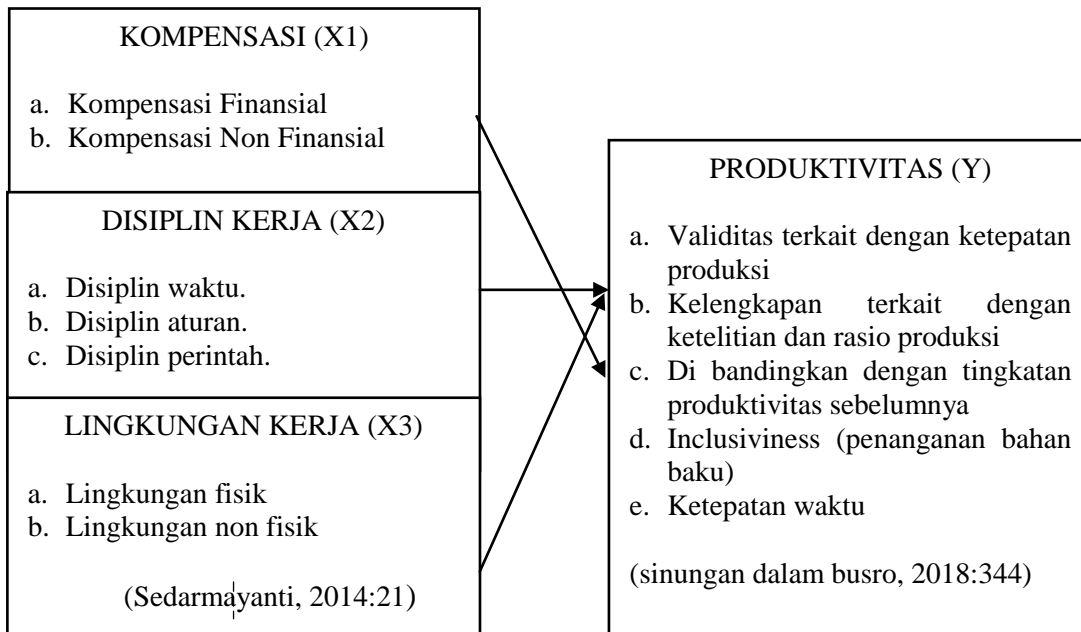 KOMPENSASI (X1)
a. Kompensasi Finansial
b. Kompensasi Non Finansial
DISIPLIN KERJA (X2)
a. Disiplin waktu.
b. Disiplin aturan.
c. Disiplin perintah.
LINGKUNGAN KERJA (X3)
a. Lingkungan fisik
b. Lingkungan non fisik
(Sedarmayanti, 2014:21)
PRODUKTIVITAS (Y)
a. Validitas terkait dengan ketepatan
produksi
b. Kelengkapan terkait dengan
ketelitian dan rasio produksi
c. Di bandingkan dengan tingkatan
produktivitas sebelumnya
d. Inclusiviness (penanganan bahan
baku)
e. Ketepatan waktu
(sinungan dalam busro, 2018:344)